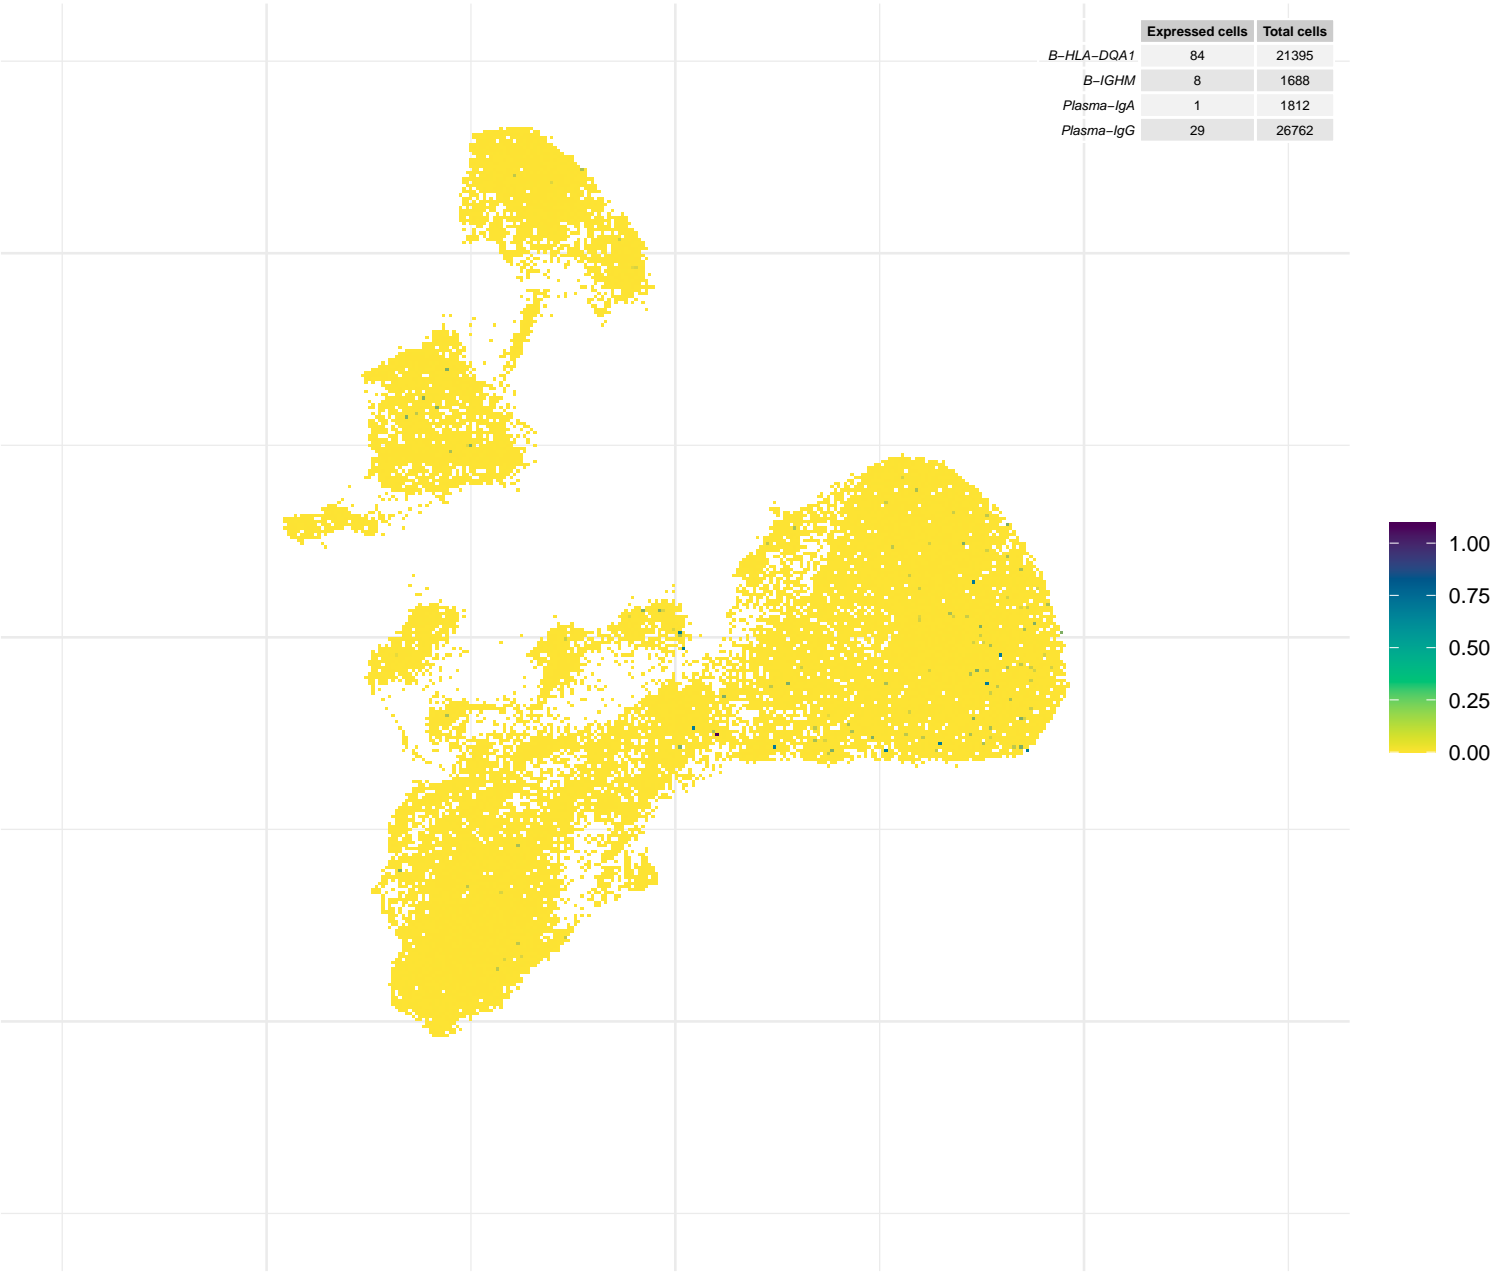 Expressed cells Total cells
B−HLA−DQA1 84 21395
B−IGHM 8 1688
Plasma−IgA 1 1812
Plasma−IgG 29 26762
1.00
0.75
0.50
0.25
0.00